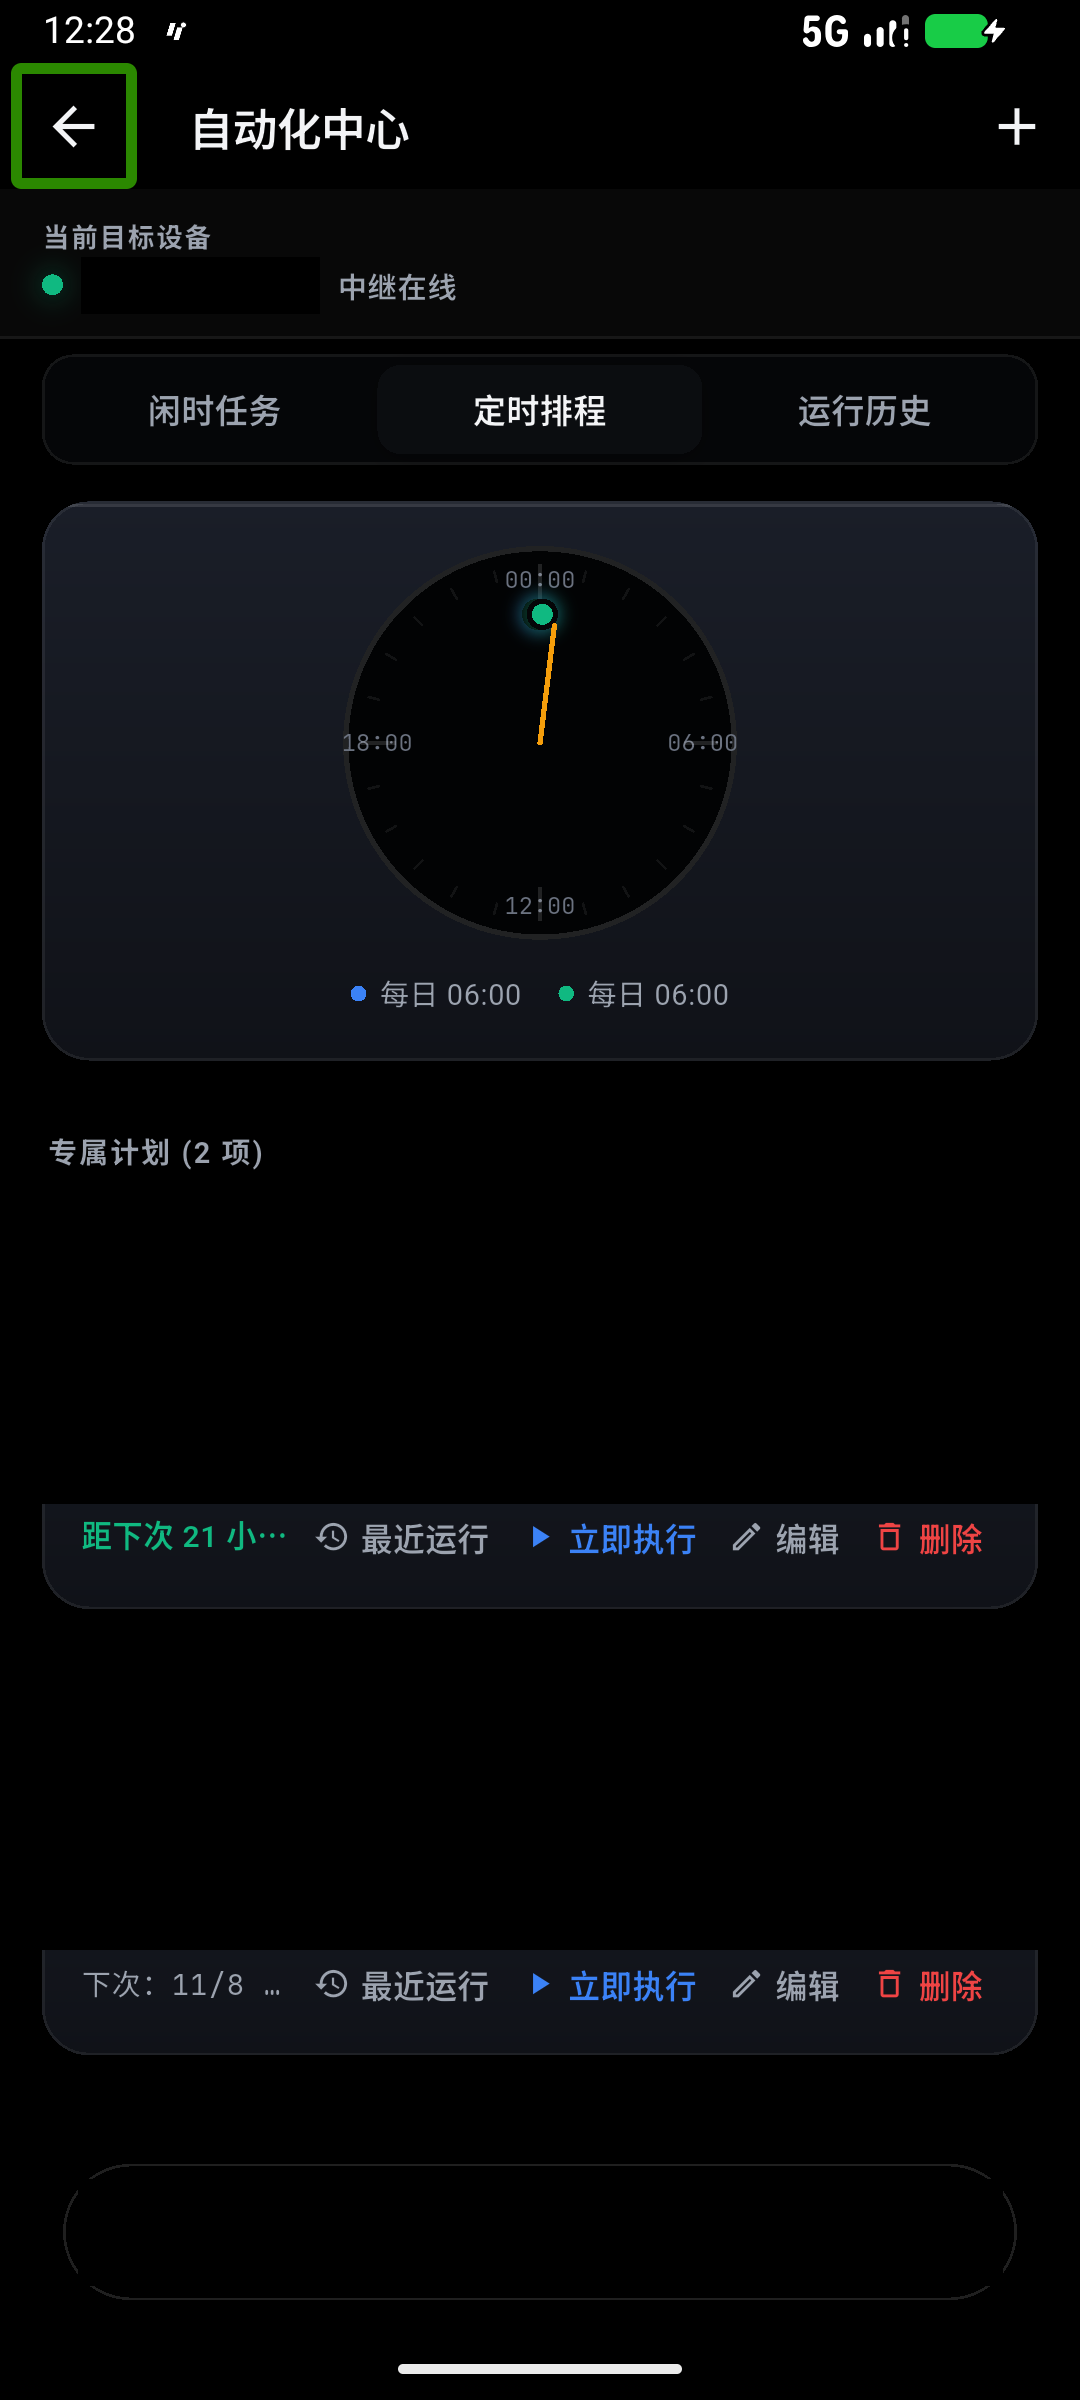 12:28 5G
自动化中心
当前目标设备
中继在线
闲时任务 定时排程 运行历史
00:00
18:00 06:00
12:00
每日 06:00 每日 06:00
专属计划 (2 项)
距下次 21 小… 最近运行 立即执行 编辑 删除
下次: 11/8 … 最近运行 立即执行 编辑 删除